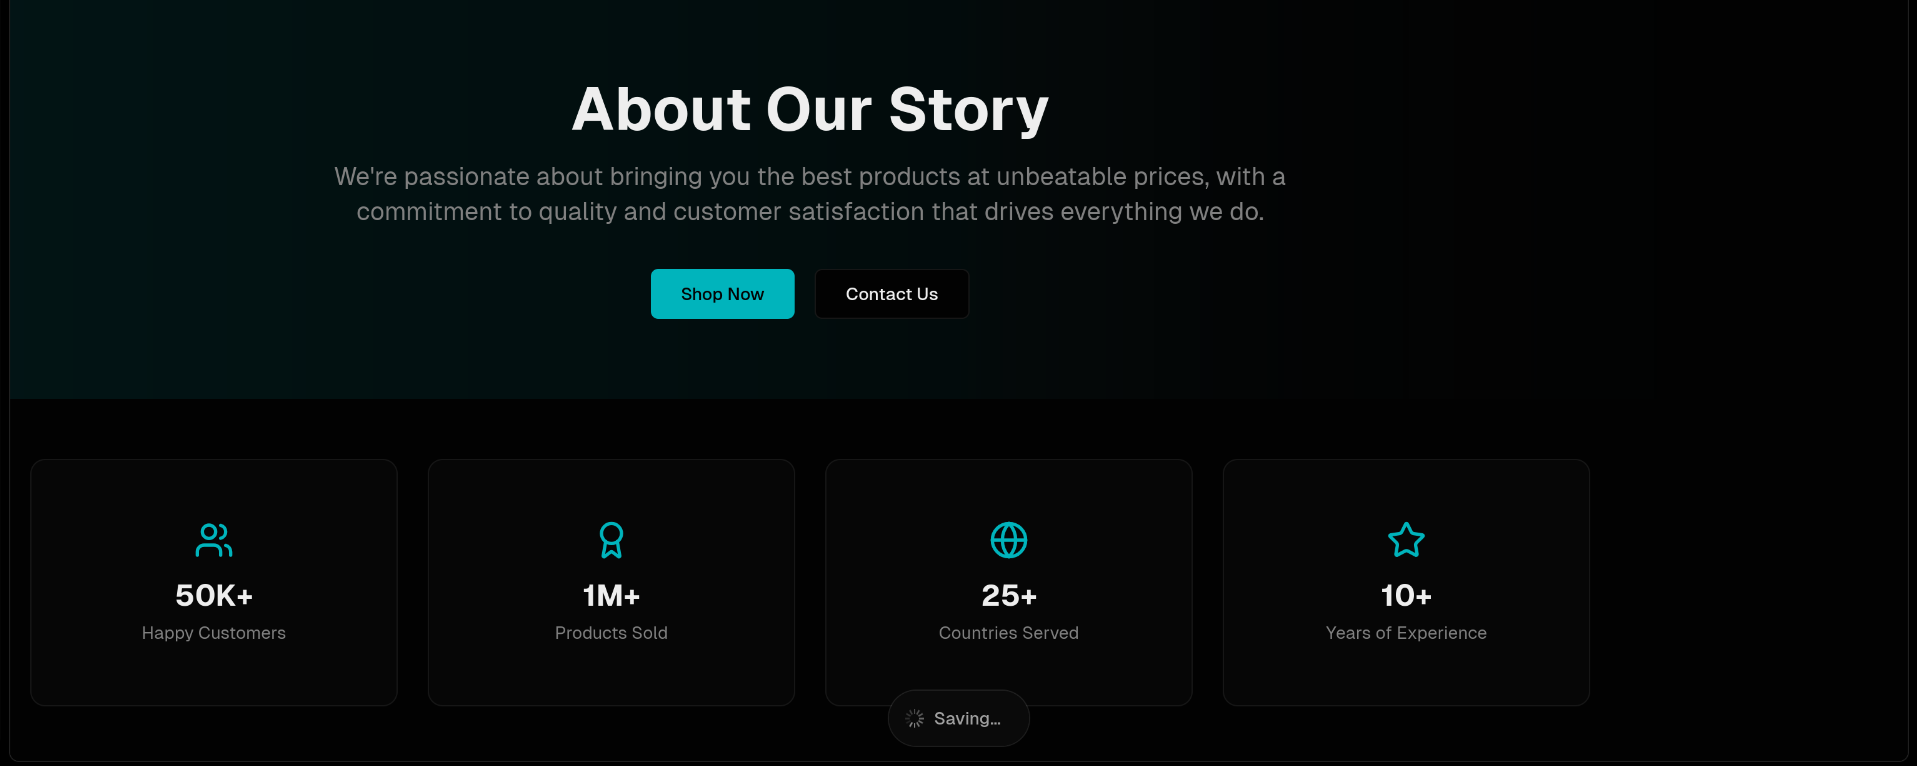 About Our Story
We're passionate about bringing you the best products at unbeatable prices, with a
commitment to quality and customer satisfaction that drives everything we do.
Shop Now
Contact Us
50K+
Happy Customers
1M+
Products Sold
25+
Countries Served
10+
Years of Experience
Saving...